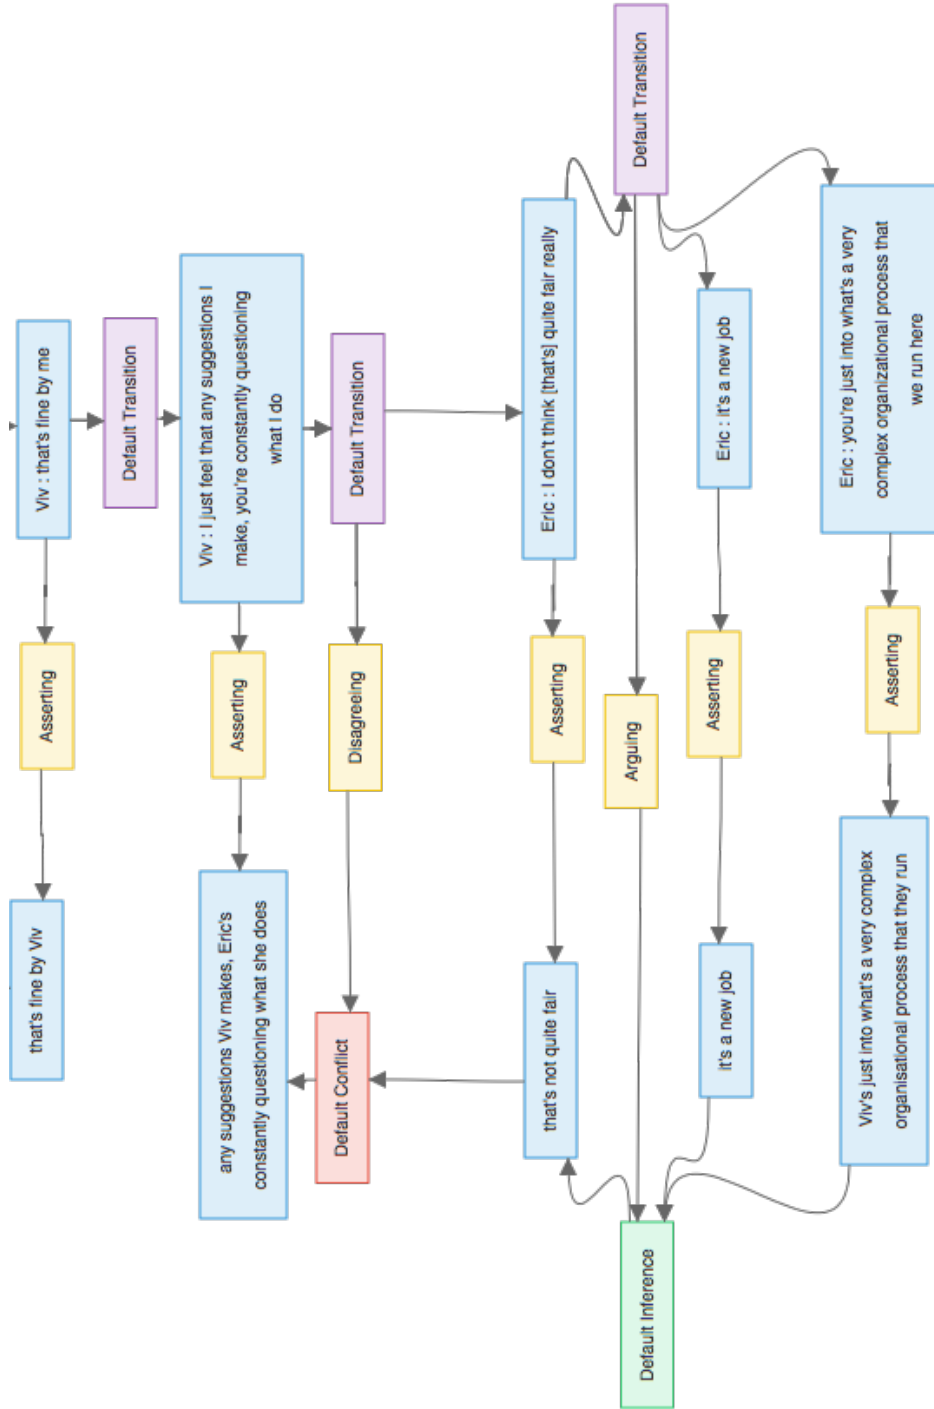 that's fine by Viv
Asserting
Viv : that's fine by me
Default Transition
any suggestions Viv makes, Eric's
constantly questioning what she does
Asserting
Viv : I just feel that any suggestions I
make, you're constantly questioning
what I do
Default Conflict
Disagreeing
Default Transition
that's not quite fair
Asserting
Eric : I don't think [that's] quite fair really
Default Inference
Arguing
Default Transition
it's a new job
Asserting
Eric : it's a new job
Viv's just into what's a very complex
organisational process that they run
Asserting
Eric : you're just into what's a very
complex organizational process that
we run here